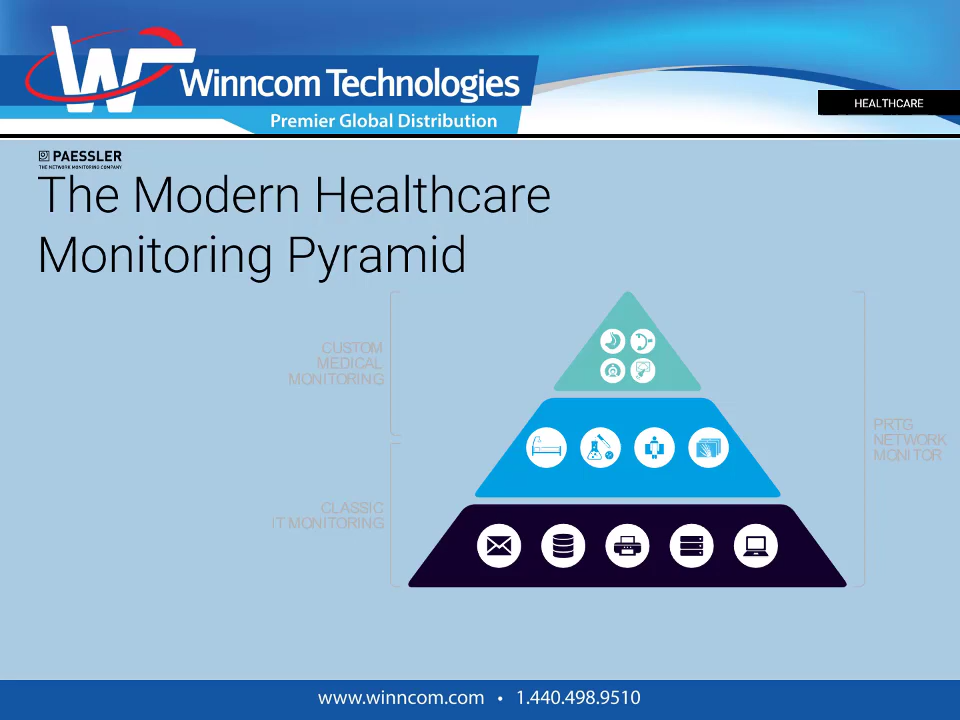 Winncom Technologies
Premier Global Distribution
HEALTHCARE
PAESSLER
THE NETWORK MONITORING COMPANY
The Modern Healthcare
Monitoring Pyramid
CUSTOM
MEDICAL
MONITORING
PRTG
NETWORK
MONITOR
CLASSIC
IT MONITORING
www.winncom.com • 1.440.498.9510